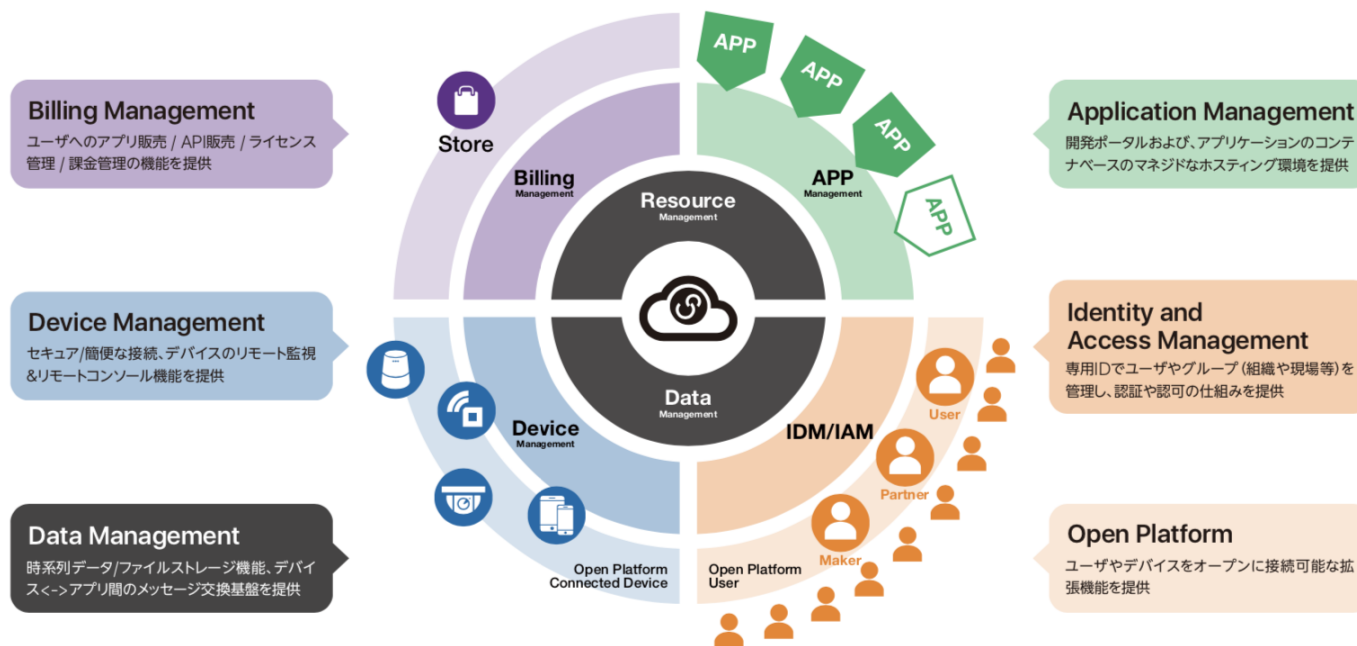 Billing Management
ユーザへのアプリ販売 / API販売 / ライセンス
管理 / 課金管理の機能を提供
Device Management
セキュア/簡便な接続、デバイスのリモート監視
&リモートコンソール機能を提供
Data Management
時系列データ/ファイルストレージ機能、デバイ
ス<->アプリ間のメッセージ交換基盤を提供
Store
Billing
Management
APP
APP
APP
APP
APP
Management
Resource
Management
Data
Management
Device
Management
IDM/IAM
User
Partner
Maker
Open Platform
Connected Device
Open Platform
User
Application Management
開発ポータルおよび、アプリケーションのコンテ
ナベースのマネジドなホスティング環境を提供
Identity and
Access Management
専用IDでユーザやグループ（組織や現場等）を
管理し、認証や認可の仕組みを提供
Open Platform
ユーザやデバイスをオープンに接続可能な拡
張機能を提供